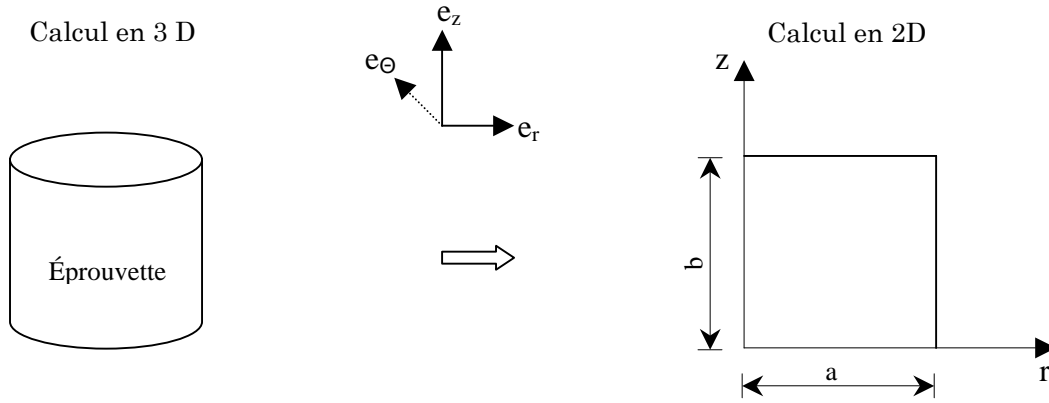 Calcul en 3 D
e_z
e_Θ
e_r
Calcul en 2D
z
Éprouvette
b
a
r